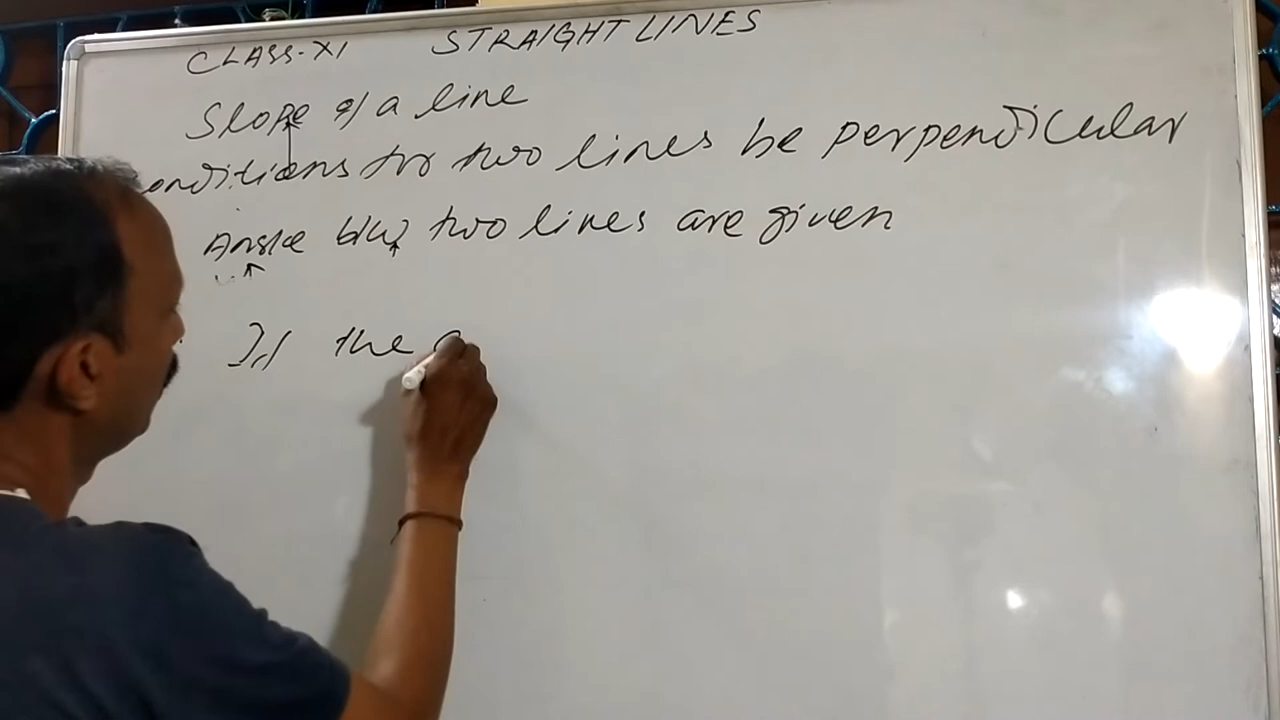 CLASS-XI STRAIGHT LINES
Slope of a line
onditions for two lines be perpendicular
Angle b/w two lines are given
If the